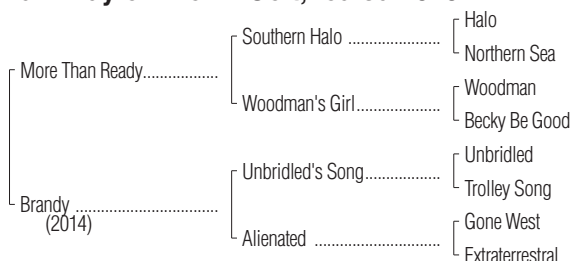 Halo
Southern Halo ...................
Northern Sea
More Than Ready................
Woodman
Woodman's Girl.................
Becky Be Good
Unbridled
Unbridled's Song...............
Trolley Song
Brandy ..............................
(2014)
Gone West
Alienated ..........................
Extraterrestral